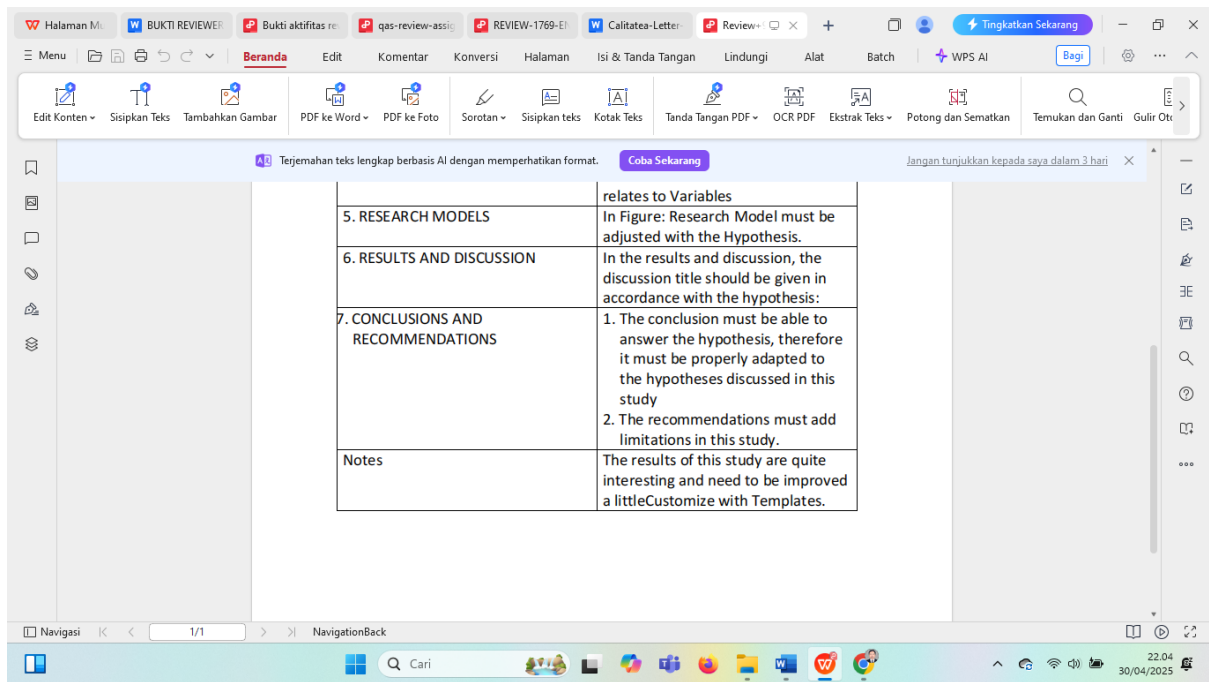 Halaman Mu
BUKTI REVIEWER
Bukti aktifitas re
qas-review-assig
REVIEW-1769-EN
Calitatea-Letter-
Review+
Tingkatkan Sekarang
Menu
Beranda
Edit
Komentar
Konversi
Halaman
Isi & Tanda Tangan
Lindungi
Alat
Batch
WPS AI
Bagi
Edit Konten
Sisipkan Teks
Tambahkan Gambar
PDF ke Word
PDF ke Foto
Sorotan
Sisipkan teks
Kotak Teks
Tanda Tangan PDF
OCR PDF
Ekstrak Teks
Potong dan Sematkan
Temukan dan Ganti
Gulir Oto
Terjemahan teks lengkap berbasis AI dengan memperhatikan format.
Coba Sekarang
Jangan tunjukkan kepada saya dalam 3 hari
relates to Variables
5. RESEARCH MODELS
In Figure: Research Model must be
adjusted with the Hypothesis.
6. RESULTS AND DISCUSSION
In the results and discussion, the
discussion title should be given in
accordance with the hypothesis:
7. CONCLUSIONS AND
RECOMMENDATIONS
1. The conclusion must be able to
answer the hypothesis, therefore
it must be properly adapted to
the hypotheses discussed in this
study
2. The recommendations must add
limitations in this study.
Notes
The results of this study are quite
interesting and need to be improved
a littleCustomize with Templates.
Navigasi
1/1
NavigationBack
Cari
22.04
30/04/2025